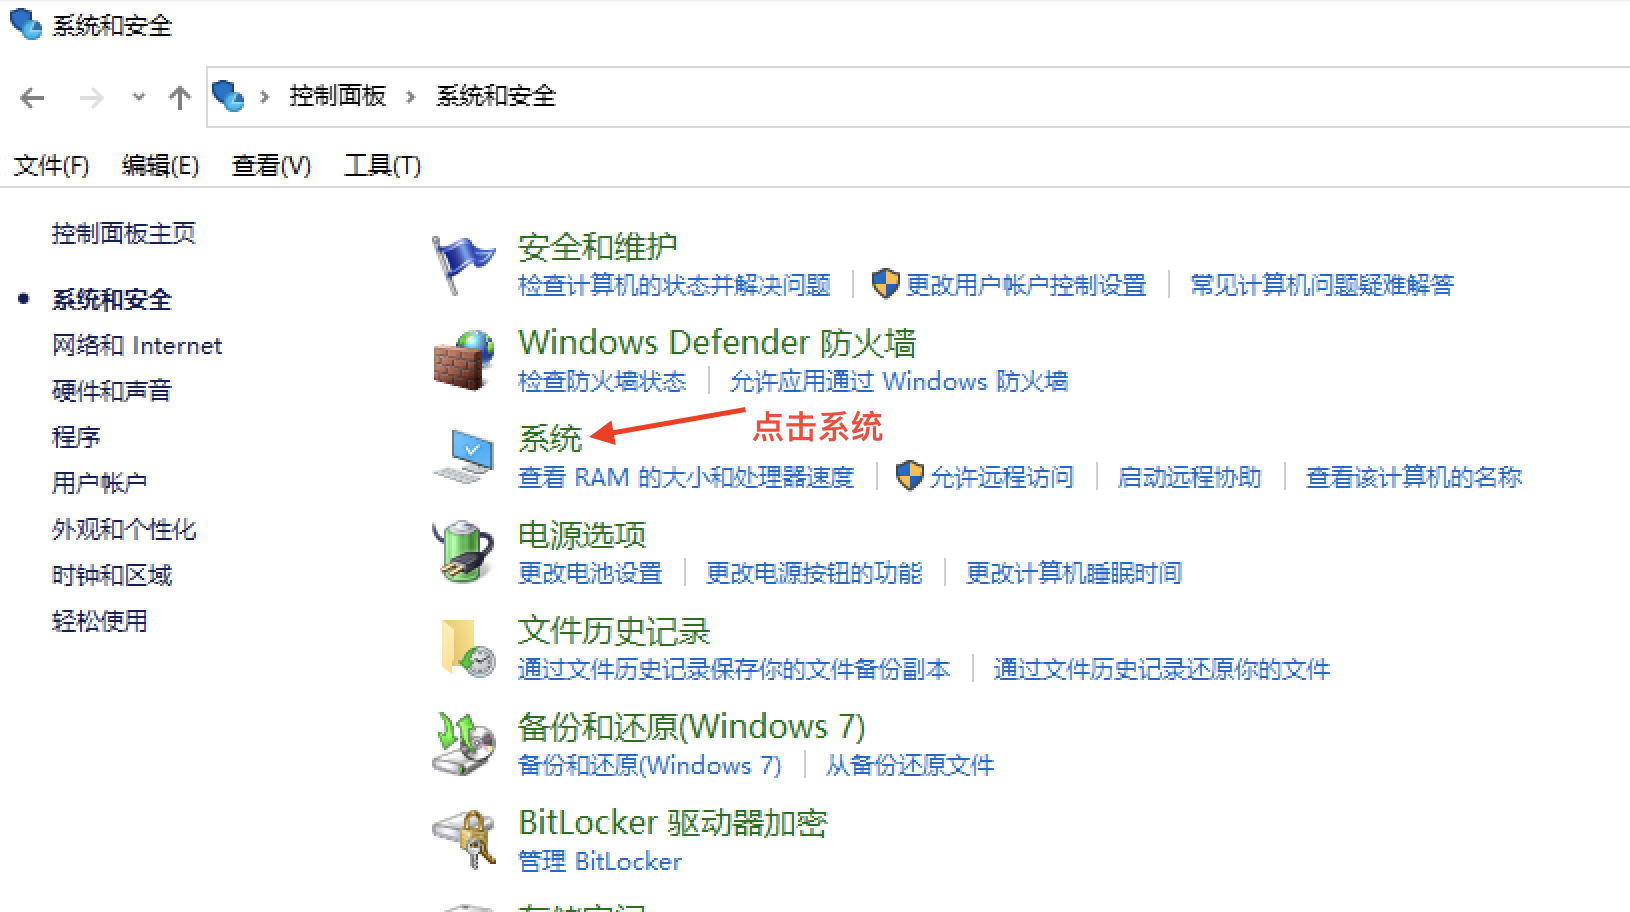 系统和安全
控制面板 系统和安全
文件(F) 编辑(E) 查看(V) 工具(T)
控制面板主页
系统和安全
网络和 Internet
硬件和声音
程序
用户帐户
外观和个性化
时钟和区域
轻松使用
安全和维护
检查计算机的状态并解决问题 更改用户帐户控制设置 常见计算机问题疑难解答
Windows Defender 防火墙
检查防火墙状态 允许应用通过 Windows 防火墙
系统 点击系统
查看 RAM 的大小和处理器速度 允许远程访问 启动远程协助 查看该计算机的名称
电源选项
更改电池设置 更改电源按钮的功能 更改计算机睡眠时间
文件历史记录
通过文件历史记录保存你的文件备份副本 通过文件历史记录还原你的文件
备份和还原(Windows 7)
备份和还原(Windows 7) 从备份还原文件
BitLocker 驱动器加密
管理 BitLocker